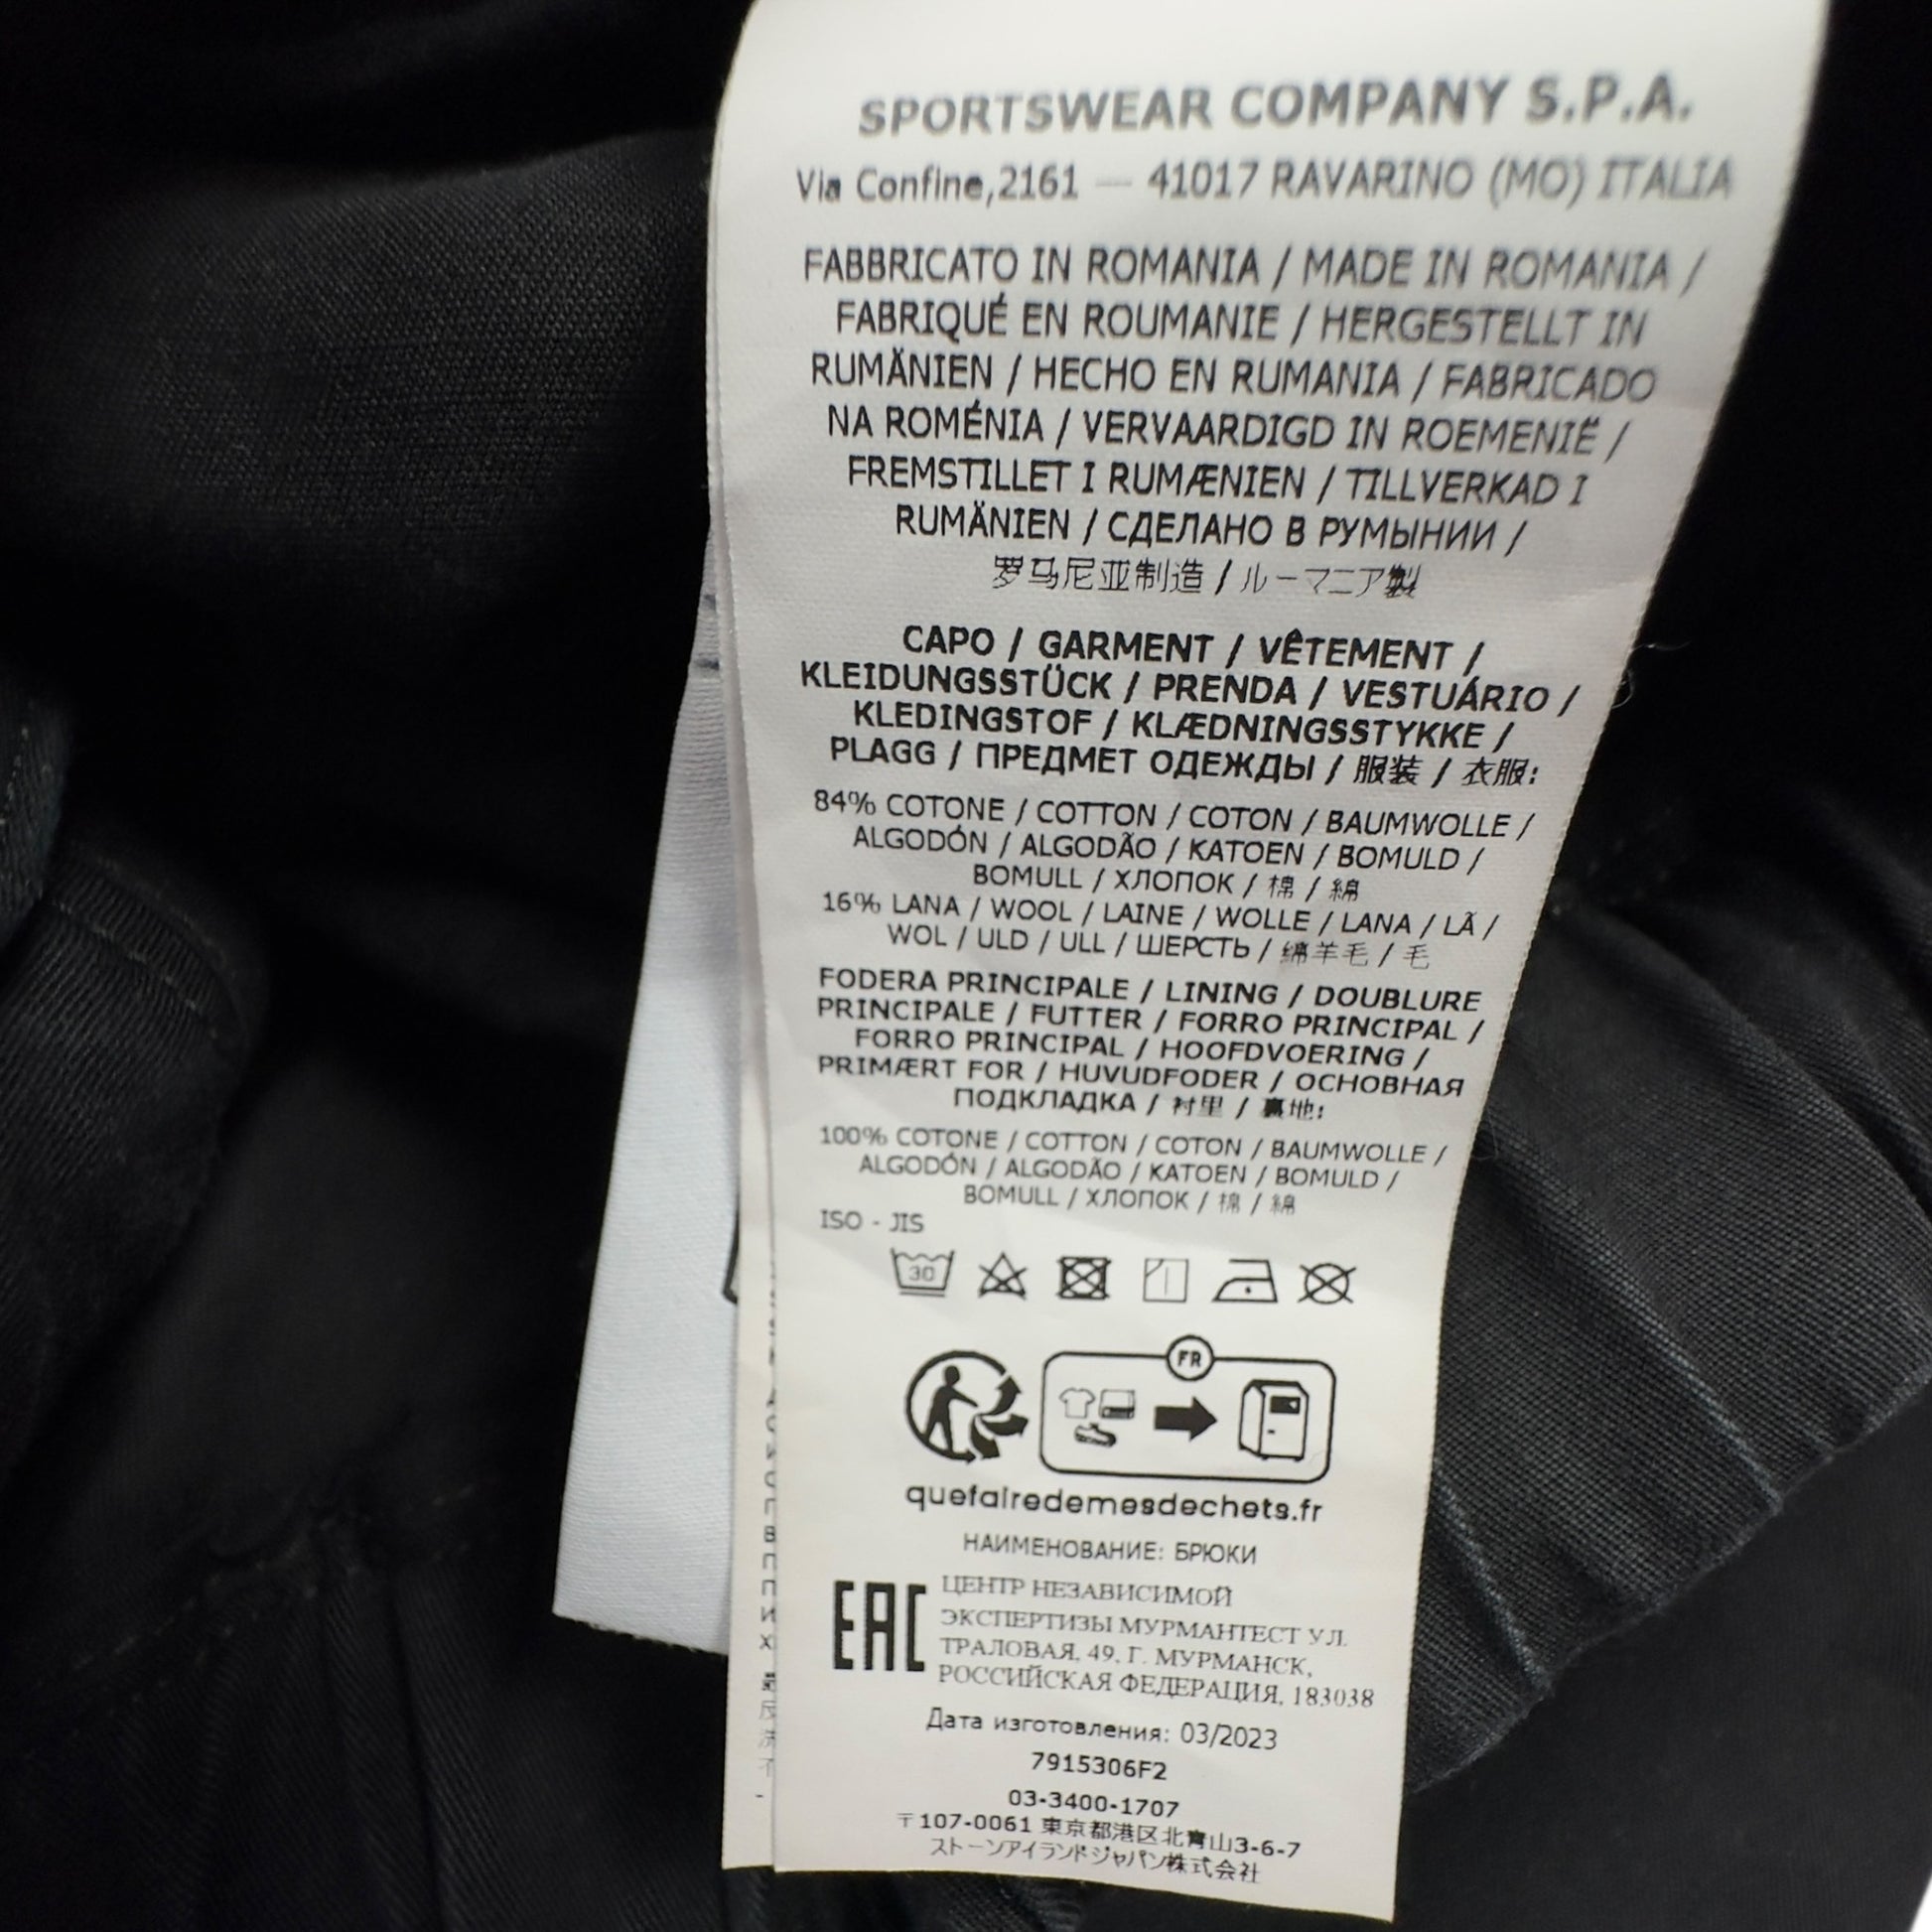 SPORTSWEAR COMPANY S.P.A.
Via Confine,2161 — 41017 RAVARINO (MO) ITALIA
FABBRICATO IN ROMANIA / MADE IN ROMANIA /
FABRIQUÉ EN ROUMANIE / HERGESTELLT IN
RUMÄNIEN / HECHO EN RUMANIA / FABRICADO
NA ROMÉNIA / VERVAARDIGD IN ROEMENIË /
FREMSTILLET I RUMÆNIEN / TILLVERKAD I
RUMÄNIEN / СДЕЛАНО В РУМЫНИИ /
罗马尼亚制造 / ルーマニア製
CAPO / GARMENT / VÊTEMENT /
KLEIDUNGSSTÜCK / PRENDA / VESTUÁRIO /
KLEDINGSTOF / KLÆDNINGSSTYKKE /
PLAGG / ПРЕДМЕТ ОДЕЖДЫ / 服装 / 衣服:
84% COTONE / COTTON / COTON / BAUMWOLLE /
ALGODÓN / ALGODÃO / KATOEN / BOMULD /
BOMULL / ХЛОПОК / 棉 / 綿
16% LANA / WOOL / LAINE / WOLLE / LANA / LÃ /
WOL / ULD / ULL / ШЕРСТЬ / 绵羊毛 / 毛
FODERA PRINCIPALE / LINING / DOUBLURE
PRINCIPALE / FUTTER / FORRO PRINCIPAL /
FORRO PRINCIPAL / HOOFDVOERING /
PRIMÆRT FOR / HUVUDFODER / ОСНОВНАЯ
ПОДКЛАДКА / 衬里 / 裏地:
100% COTONE / COTTON / COTON / BAUMWOLLE /
ALGODÓN / ALGODÃO / KATOEN / BOMULD /
BOMULL / ХЛОПОК / 棉 / 綿
ISO - JIS
30
FR
quefairedemesdechets.fr
НАИМЕНОВАНИЕ: БРЮКИ
EAC
ЦЕНТР НЕЗАВИСИМОЙ
ЭКСПЕРТИЗЫ МУРМАНТЕСТ УЛ.
ТРАЛОВАЯ, 49. Г. МУРМАНСК,
РОССИЙСКАЯ ФЕДЕРАЦИЯ, 183038
Дата изготовления: 03/2023
7915306F2
03-3400-1707
〒107-0061 東京都港区北青山3-6-7
ストーンアイランドジャパン株式会社